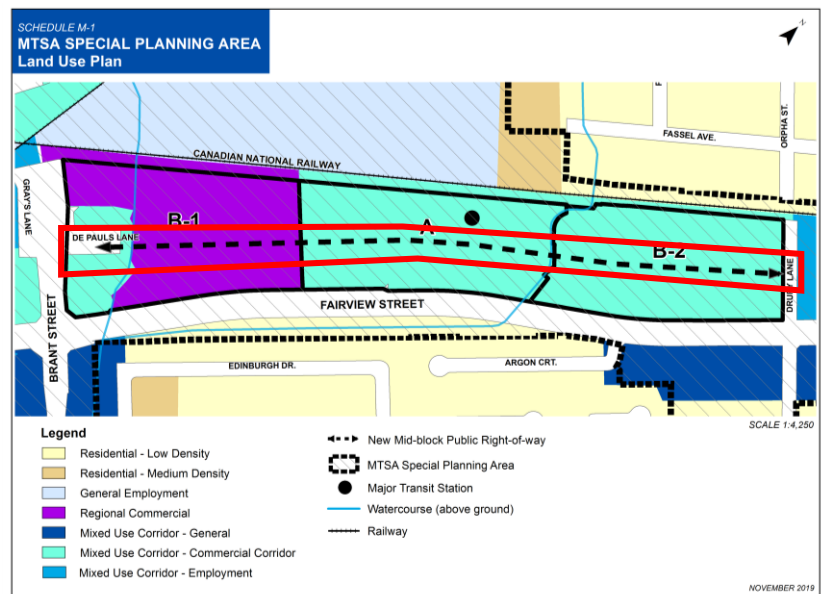 SCHEDULE M-1
MTSA SPECIAL PLANNING AREA
Land Use Plan
N
CANADIAN NATIONAL RAILWAY
FASSEL AVE.
ORPHA ST.
F
GRAY'S LANE
B-1
DE PAULS LANE
A
B-2
DRURY LANE
FAIRVIEW STREET
BRANT STREET
EDINBURGH DR.
ARGON CRT.
SCALE 1:4,250
Legend
Residential - Low Density
Residential - Medium Density
General Employment
Regional Commercial
Mixed Use Corridor - General
Mixed Use Corridor - Commercial Corridor
Mixed Use Corridor - Employment
New Mid-block Public Right-of-way
MTSA Special Planning Area
Major Transit Station
Watercourse (above ground)
Railway
NOVEMBER 2019